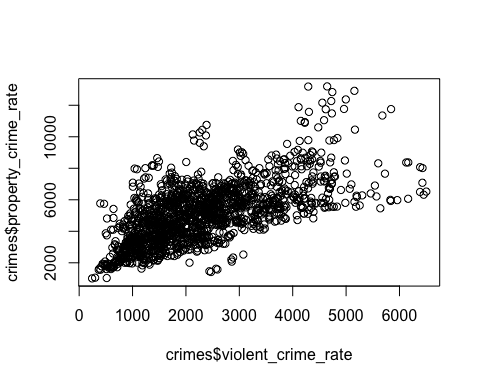 crimes$property_crime_rate
2000 6000 10000
0 1000 2000 3000 4000 5000 6000
crimes$violent_crime_rate